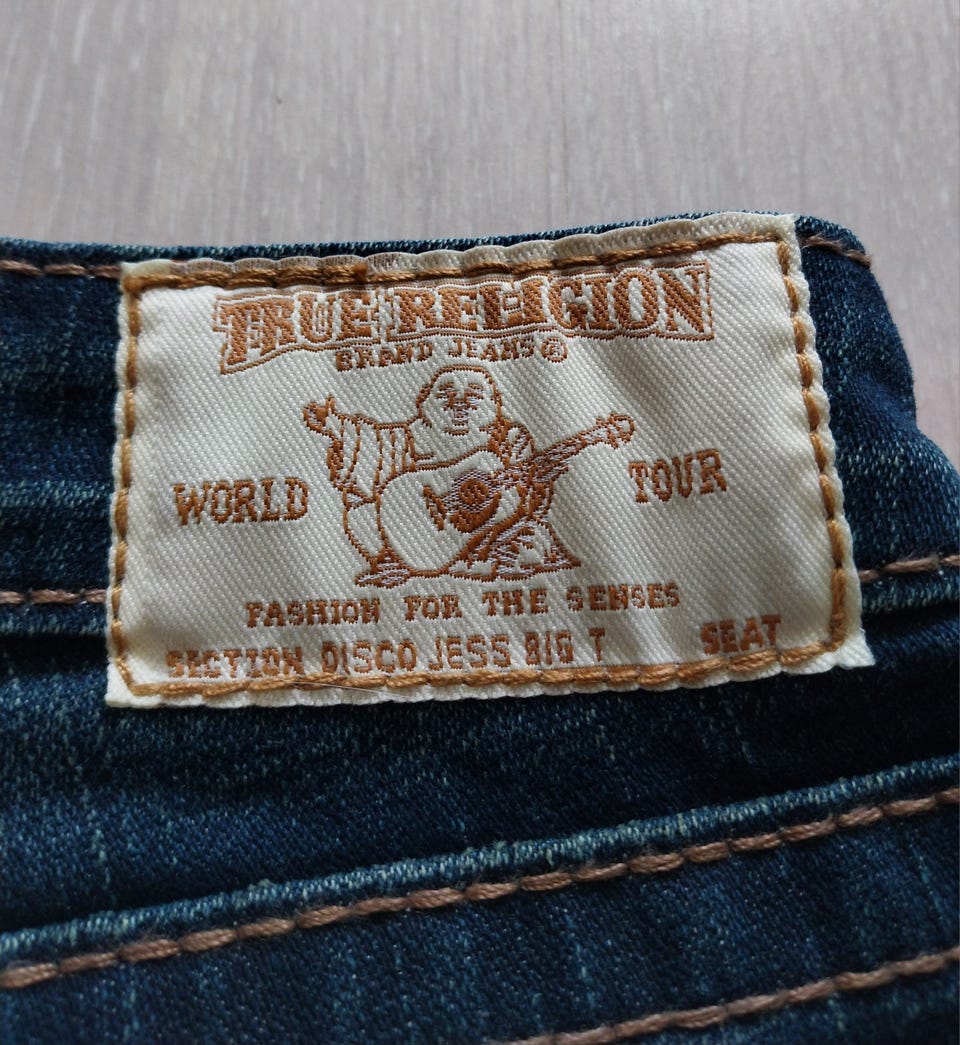 TRUE RELIGION
BRAND JEANS®
WORLD TOUR
FASHION FOR THE SENSES
SECTION DISCO JESS BIG T SEAT